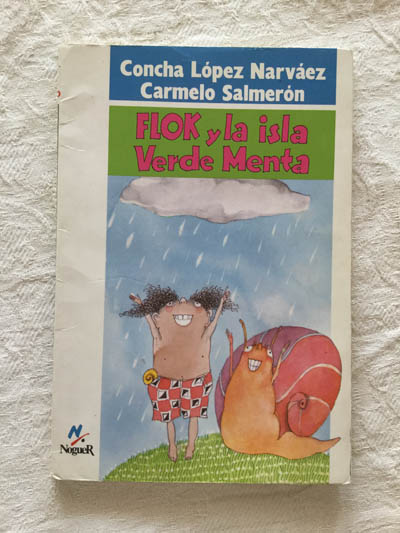 Concha López Narváez
Carmelo Salmerón
FLOK y la isla
Verde Menta
NogueR